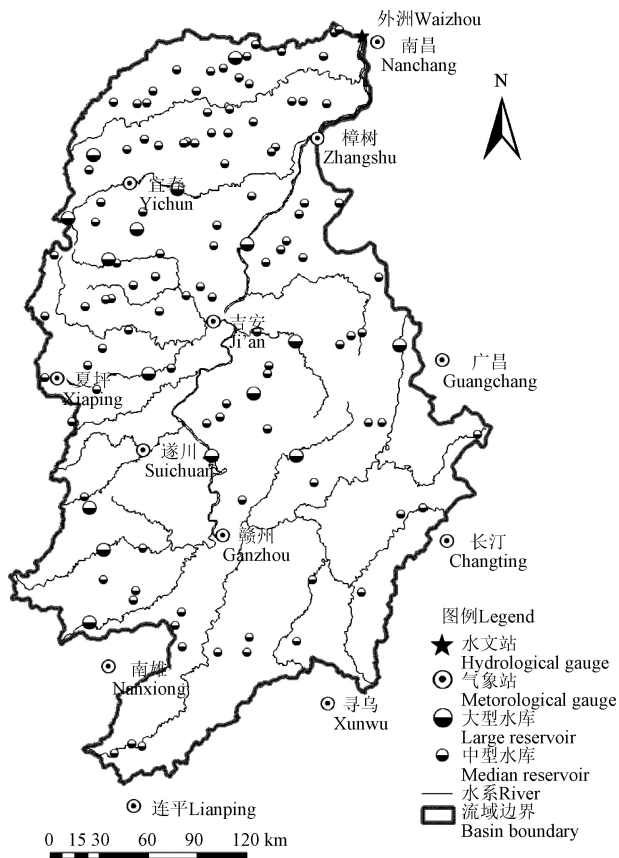 外洲Waizhou
南昌
Nanchang
N
樟树
Zhangshu
宜春
Yichun
吉安
Ji'an
广昌
Guangchang
夏坪
Xiaping
遂川
Suichuan
赣州
Ganzhou
长汀
Changting
南雄
Nanxiong
寻乌
Xunwu
连平Lianping
图例Legend
水文站
Hydrological gauge
气象站
Metorological gauge
大型水库
Large reservoir
中型水库
Median reservoir
水系River
流域边界
Basin boundary
0 15 30 60 90 120 km